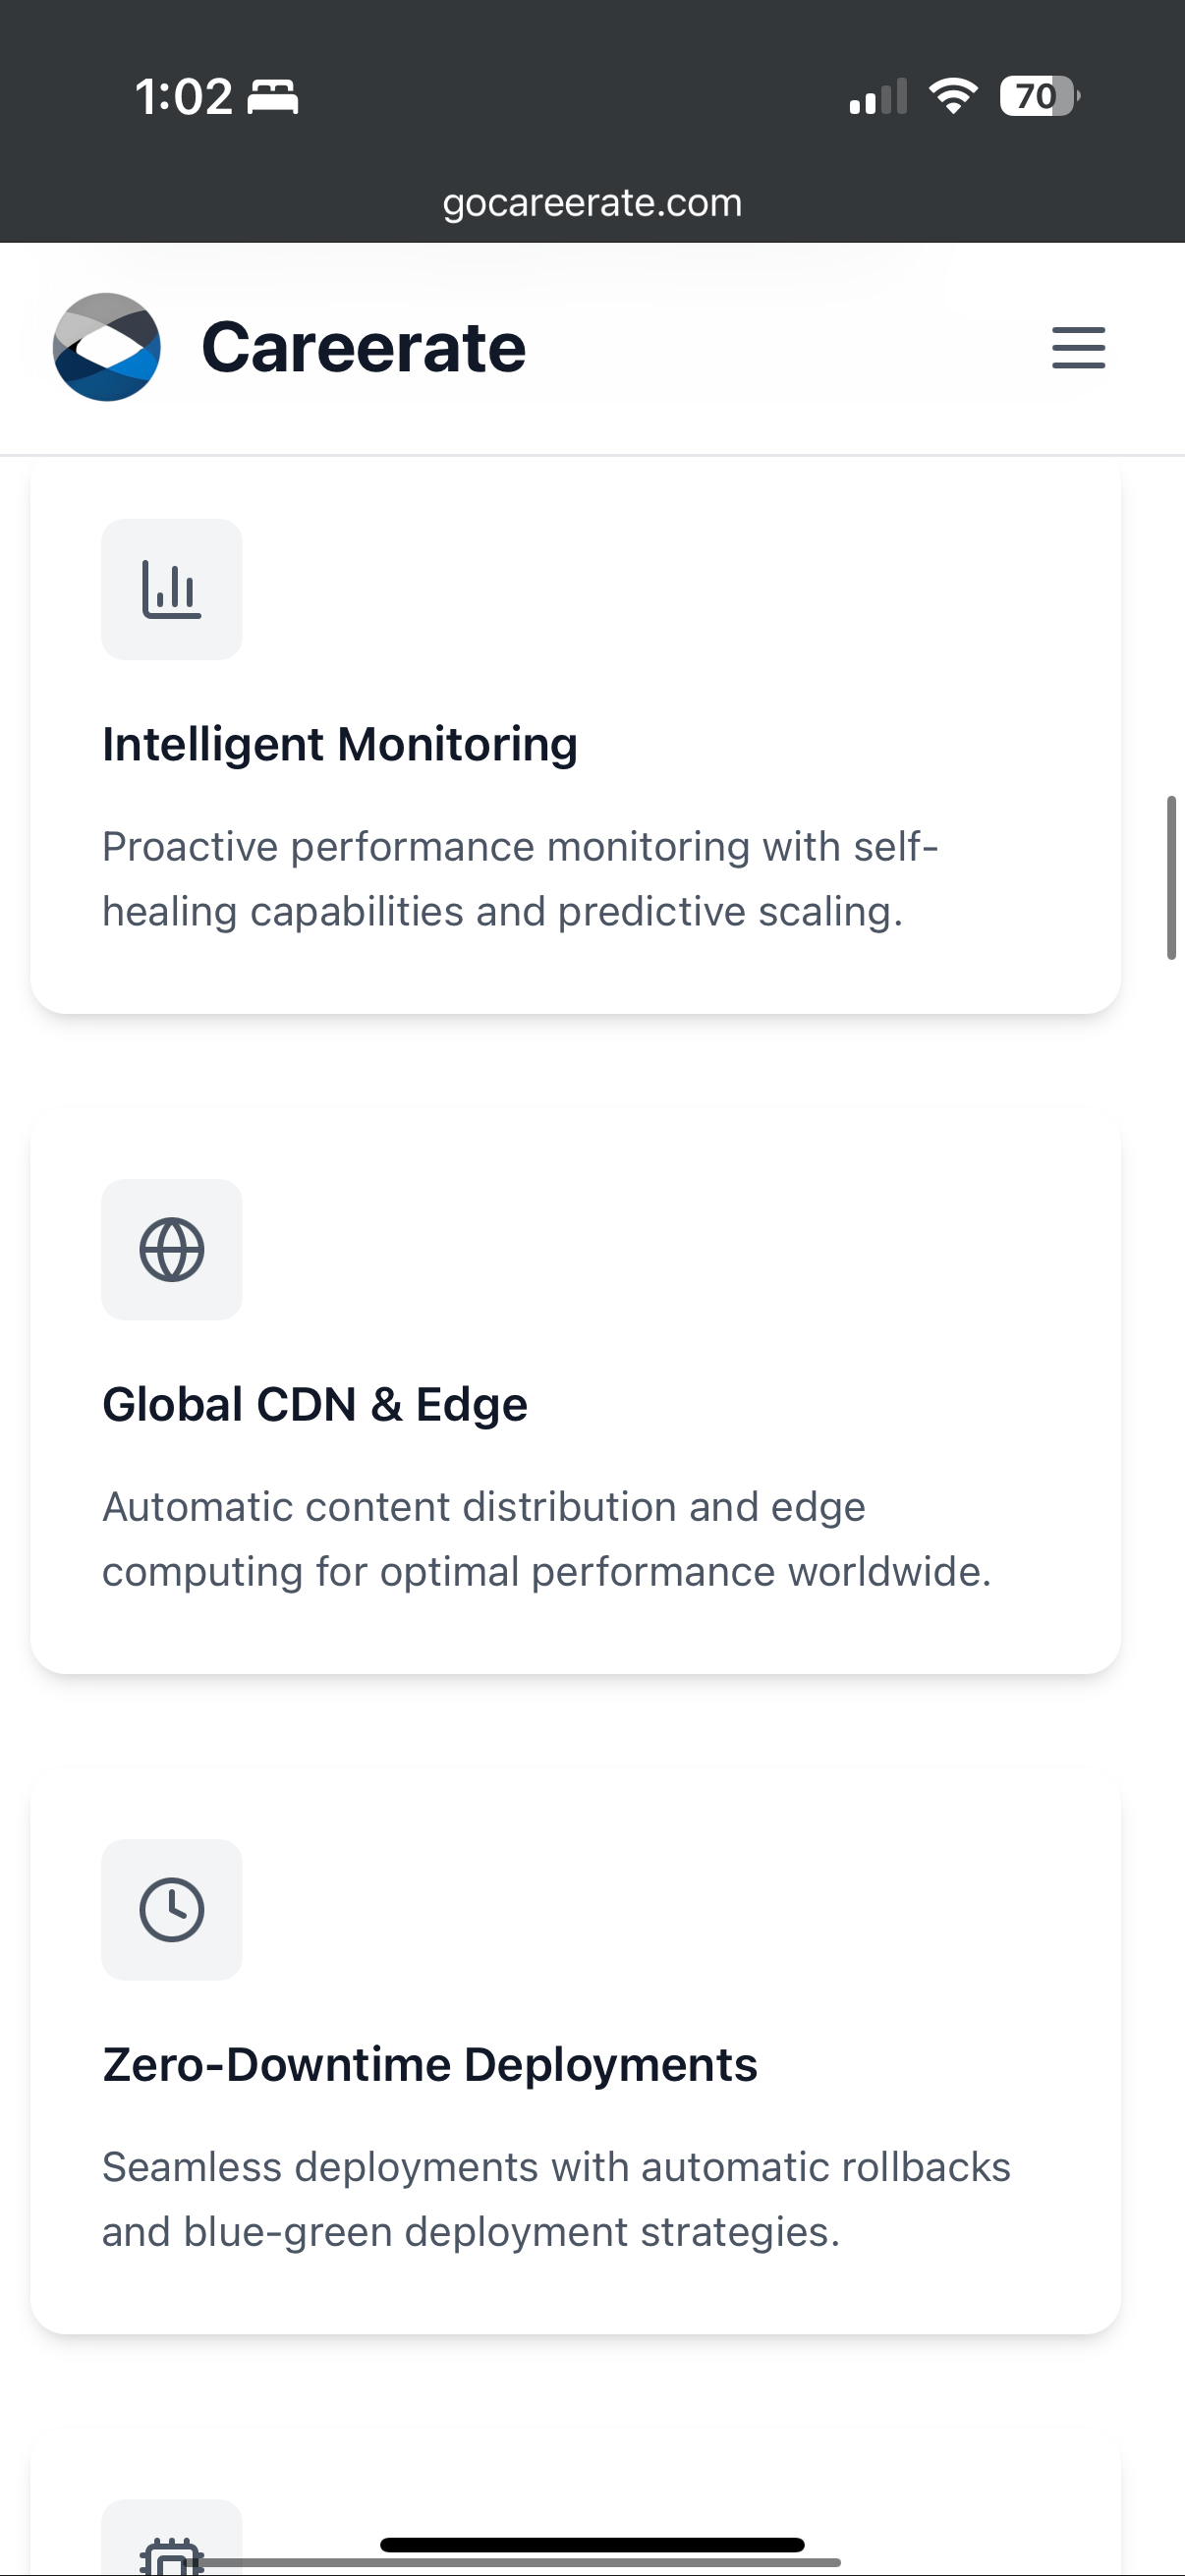 1:02
70
gocareerate.com
Careerate
Intelligent Monitoring
Proactive performance monitoring with self-
healing capabilities and predictive scaling.
Global CDN & Edge
Automatic content distribution and edge
computing for optimal performance worldwide.
Zero-Downtime Deployments
Seamless deployments with automatic rollbacks
and blue-green deployment strategies.